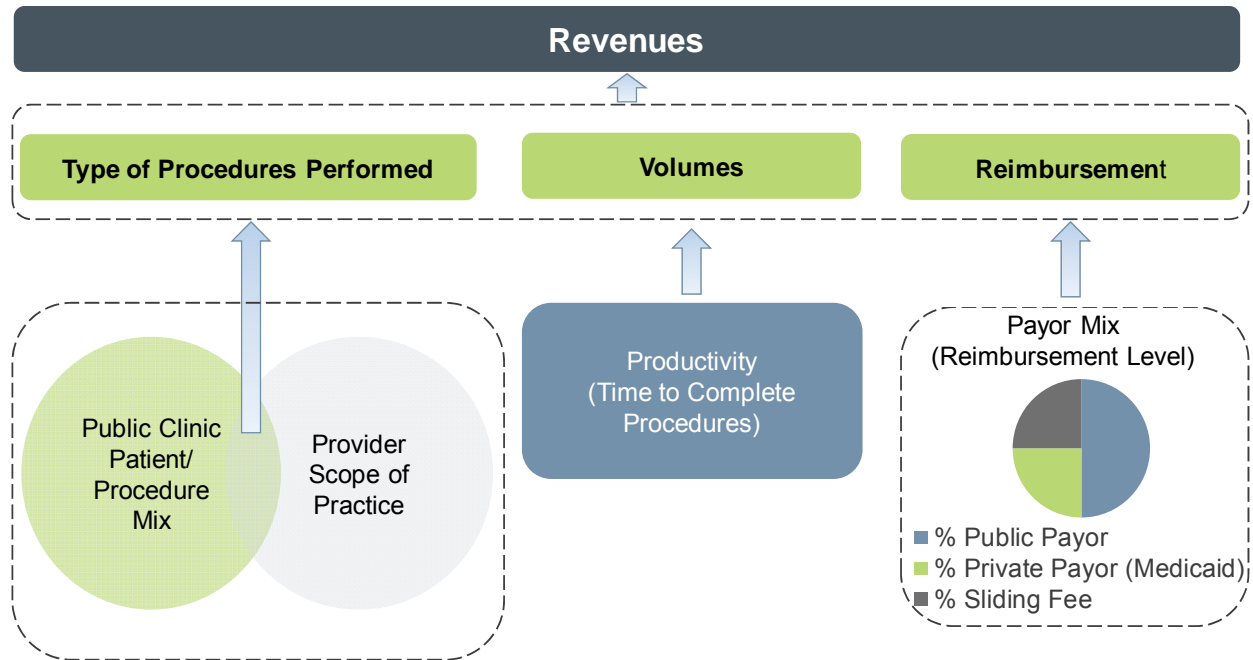 Revenues
Type of Procedures Performed
Volumes
Reimbursement
Public Clinic
Patient/
Procedure
Mix
Provider
Scope of
Practice
Productivity
(Time to Complete
Procedures)
Payor Mix
(Reimbursement Level)
% Public Payor
% Private Payor (Medicaid)
% Sliding Fee